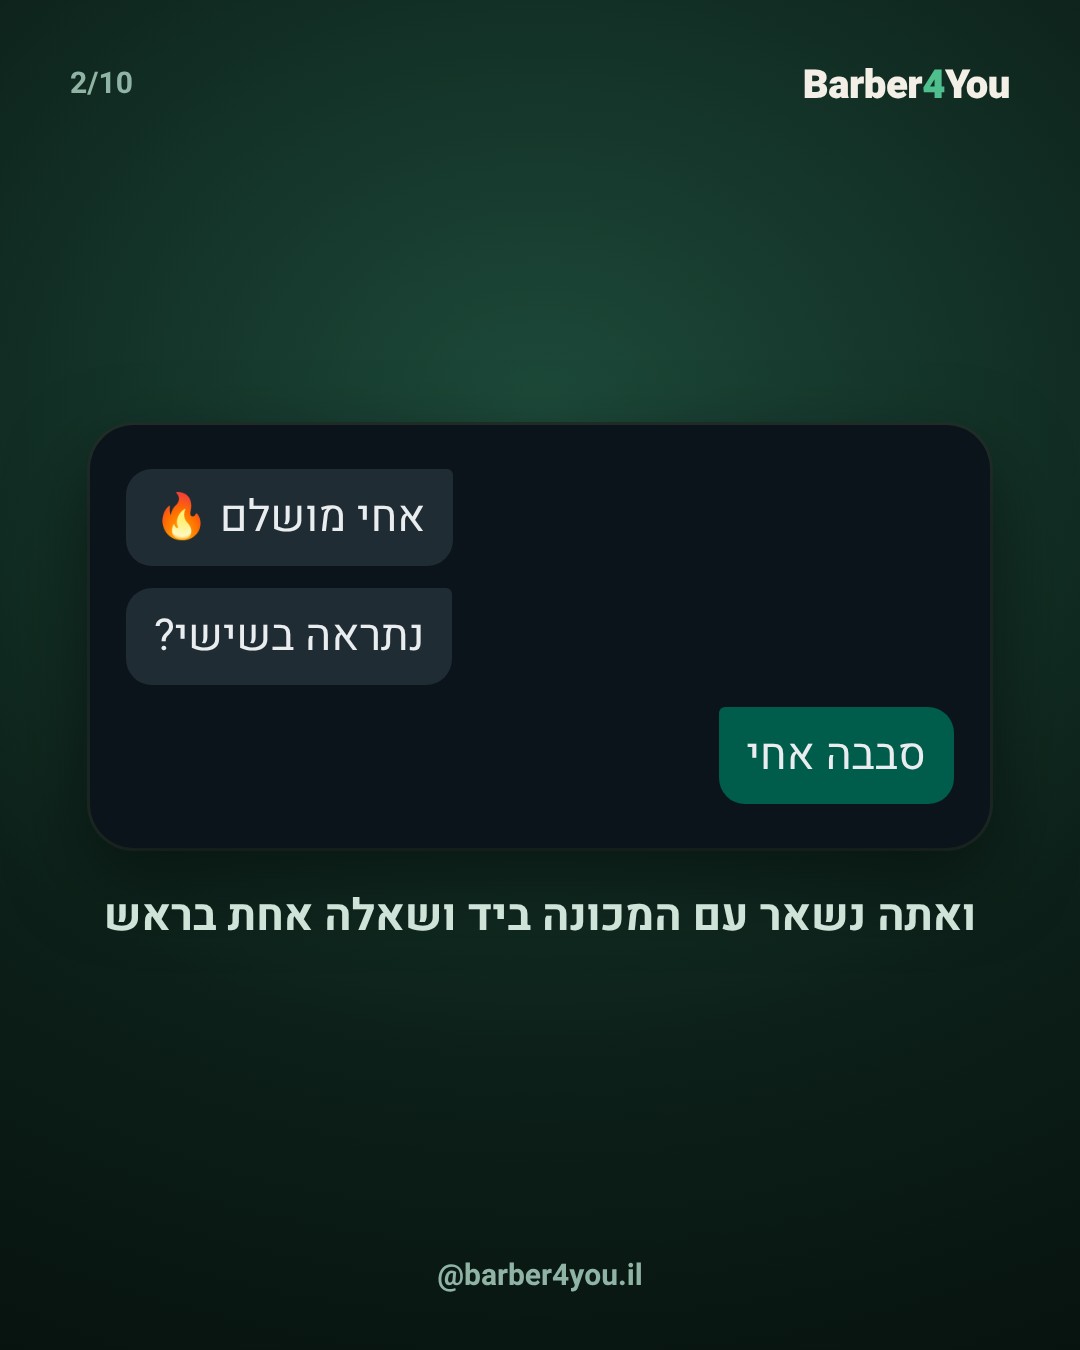 2/10
Barber4You
אחי מושלם 🔥
נתראה בשישי?
סבבה אחי
ואתה נשאר עם המכונה ביד ושאלה אחת בראש
@barber4you.il